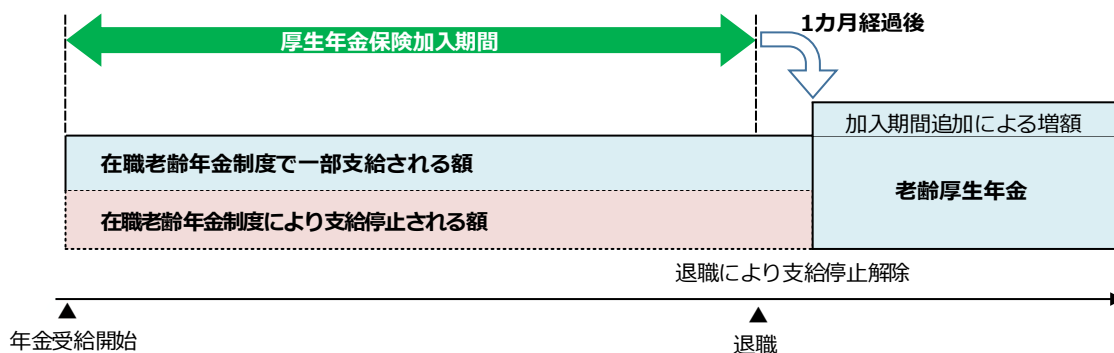 1カ月経過後
厚生年金保険加入期間
加入期間追加による増額
在職老齢年金制度で一部支給される額
老齢厚生年金
在職老齢年金制度により支給停止される額
退職により支給停止解除
年金受給開始
退職